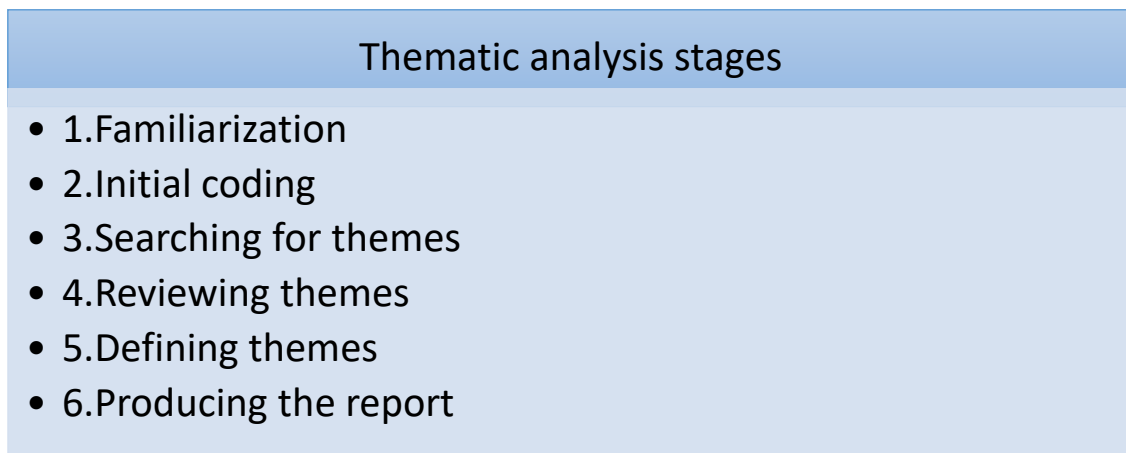 Thematic analysis stages
• 1.Familiarization
• 2.Initial coding
• 3.Searching for themes
• 4.Reviewing themes
• 5.Defining themes
• 6.Producing the report